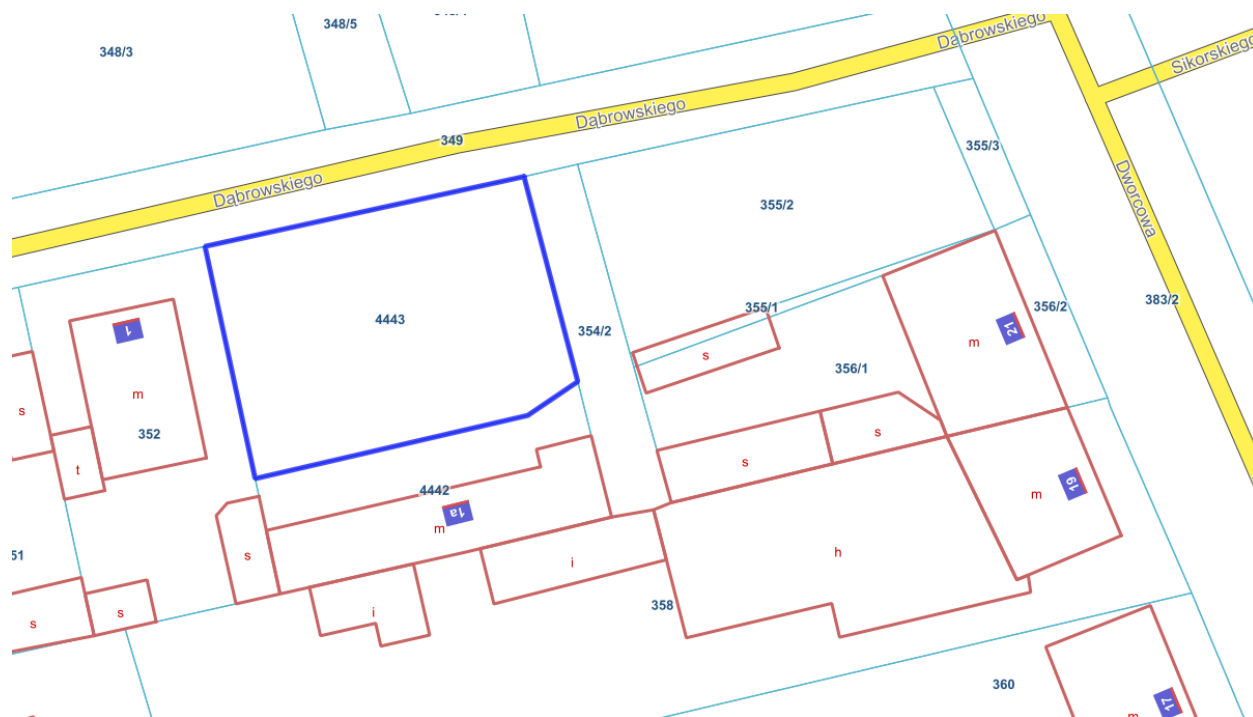 348/5
348/3
Dąbrowskiego
Sikorskiego
Dąbrowskiego
349
355/3
Dąbrowskiego
Dworcowa
355/2
383/2
356/2
355/1
4443
1
354/2
21
m
s
356/1
m
s
352
s
s
t
m
19
4442
1a
m
s
h
i
51
358
i
s
s
360
17
m